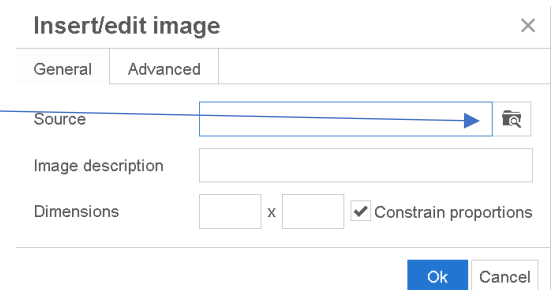 Insert/edit image
General Advanced
Source
Image description
Dimensions x Constrain proportions
Ok Cancel